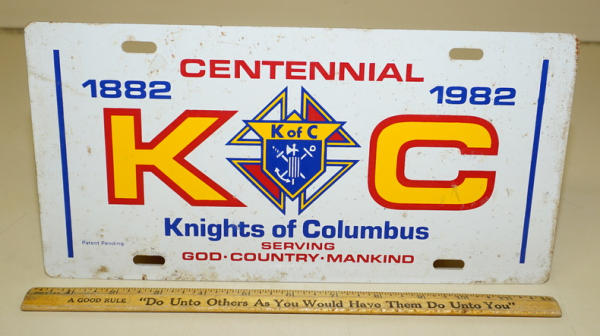 CENTENNIAL
1882 1982
K C
K of C
Knights of Columbus
Patent Pending
SERVING
GOD·COUNTRY·MANKIND
A GOOD RULE "Do Unto Others As You Would Have Them Do Unto You"